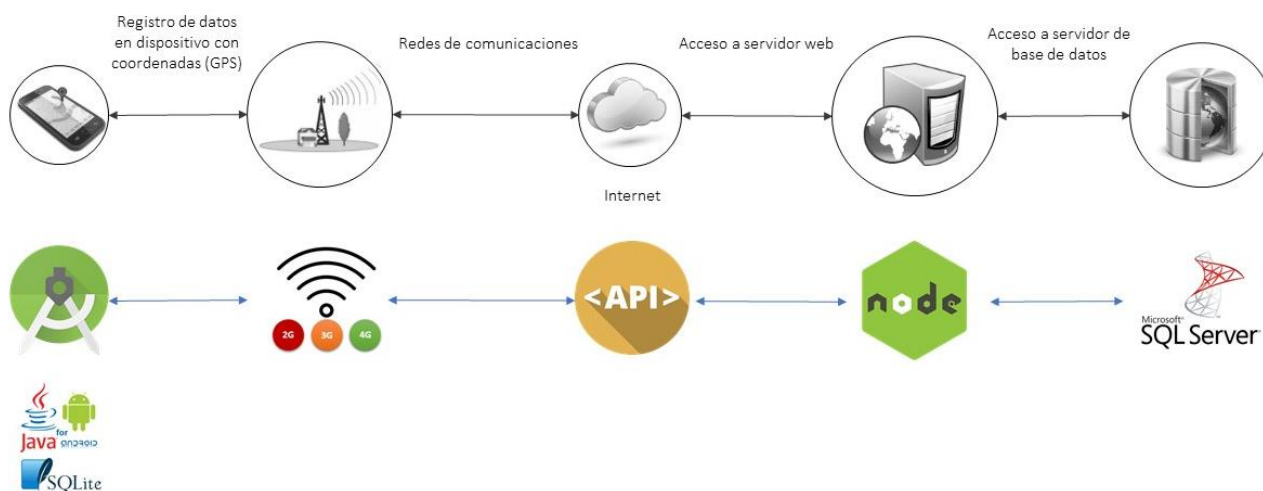 Registro de datos
en dispositivo con
coordenadas (GPS)
Redes de comunicaciones
Acceso a servidor web
Acceso a servidor de
base de datos
Internet
2G
3G
4G
<API>
node
Microsoft®
SQL Server
Java
for
android
SQLite